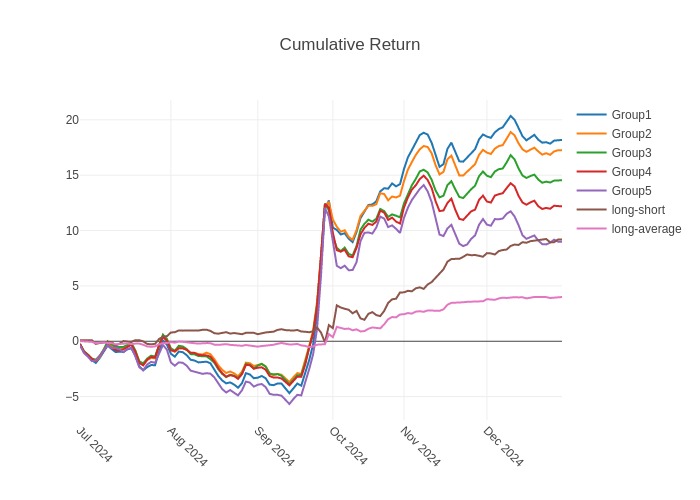 Cumulative Return
20
15
10
5
0
−5
Jul 2024
Aug 2024
Sep 2024
Oct 2024
Nov 2024
Dec 2024
Group1
Group2
Group3
Group4
Group5
long-short
long-average